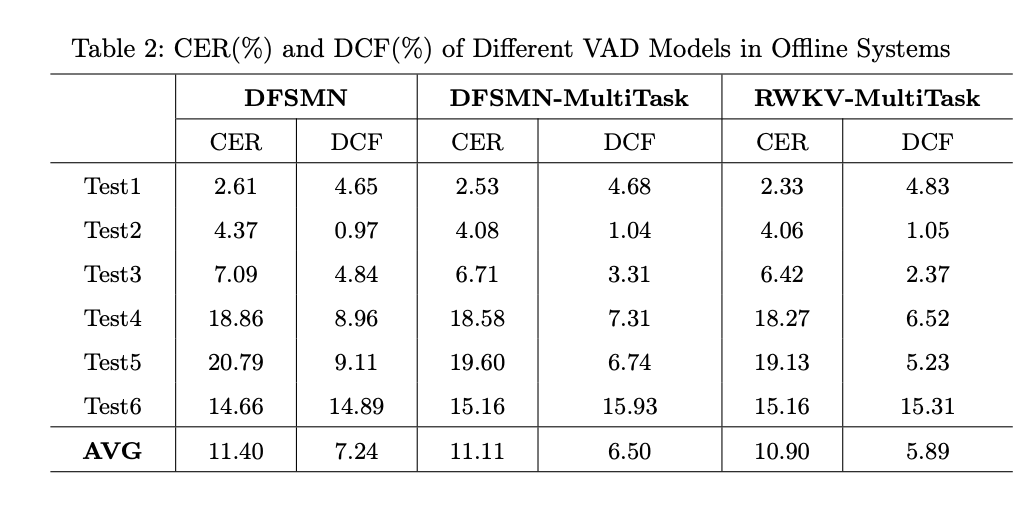 Table 2: CER(%) and DCF(%) of Different VAD Models in Offline Systems
DFSMN DFSMN-MultiTask RWKV-MultiTask
CER DCF CER DCF CER DCF
Test1 2.61 4.65 2.53 4.68 2.33 4.83
Test2 4.37 0.97 4.08 1.04 4.06 1.05
Test3 7.09 4.84 6.71 3.31 6.42 2.37
Test4 18.86 8.96 18.58 7.31 18.27 6.52
Test5 20.79 9.11 19.60 6.74 19.13 5.23
Test6 14.66 14.89 15.16 15.93 15.16 15.31
AVG 11.40 7.24 11.11 6.50 10.90 5.89